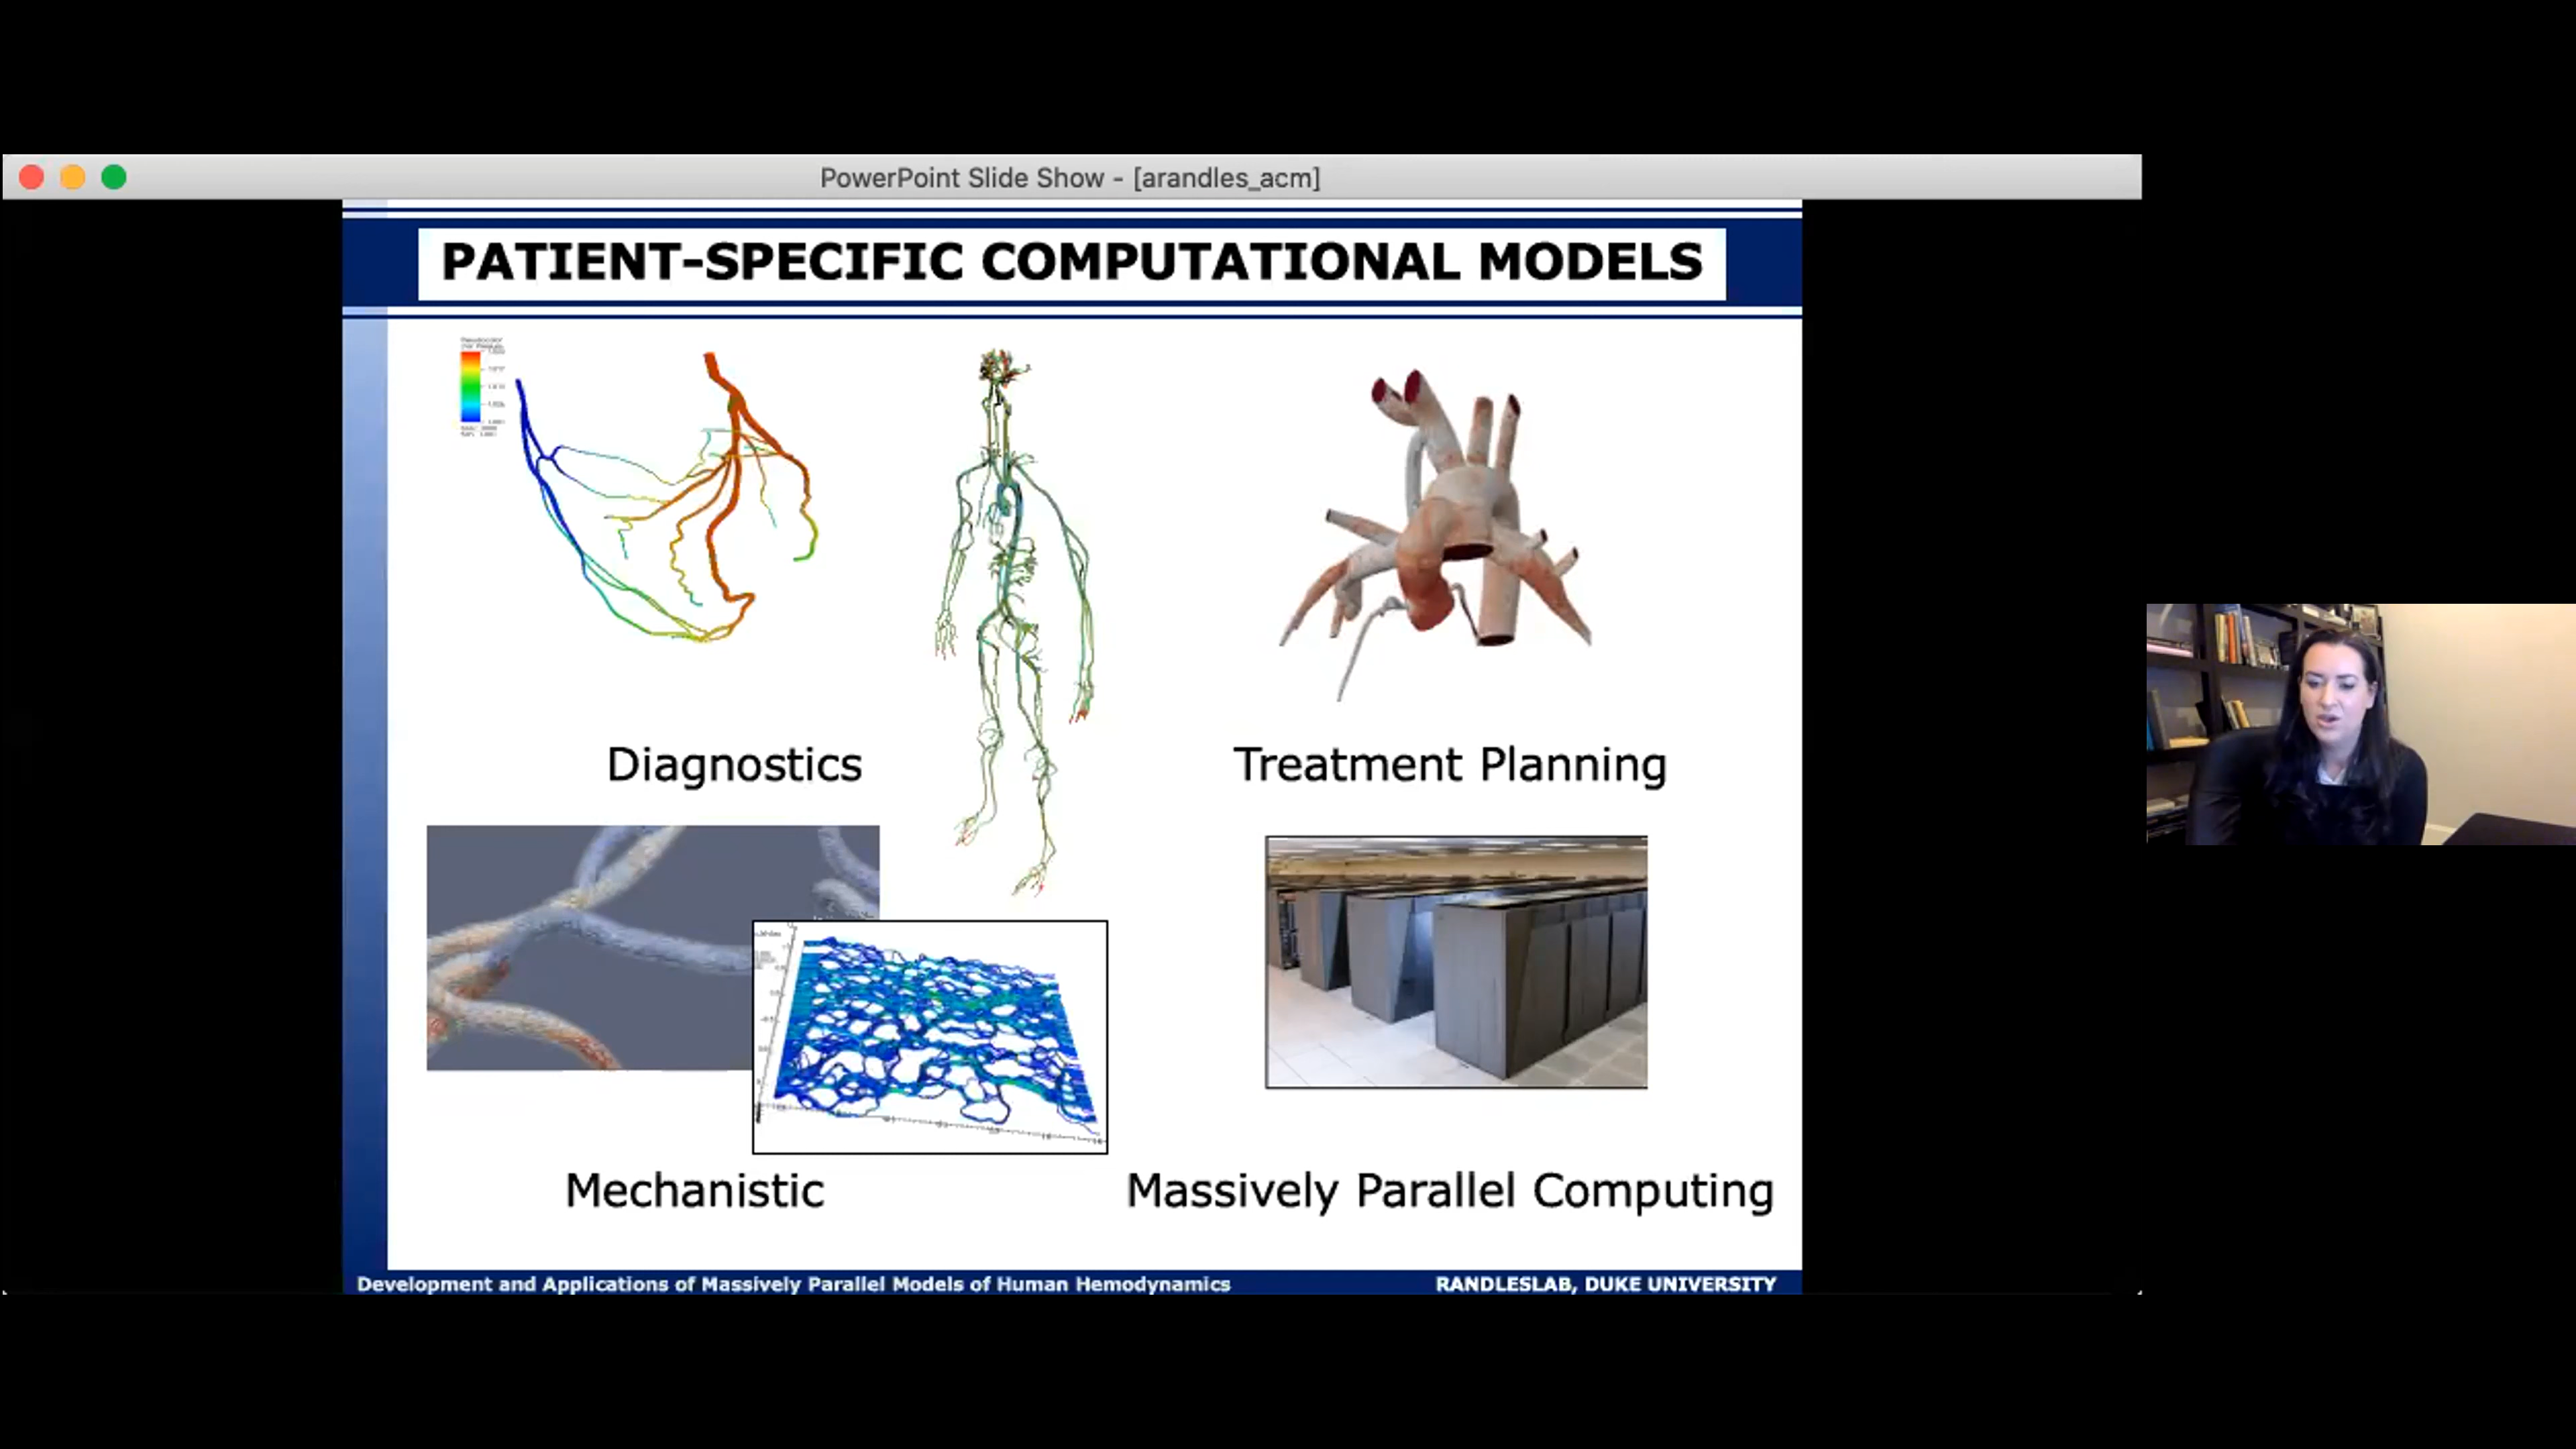 PowerPoint Slide Show - [arandles_acm]
PATIENT-SPECIFIC COMPUTATIONAL MODELS
Diagnostics
Treatment Planning
Mechanistic
Massively Parallel Computing
Development and Applications of Massively Parallel Models of Human Hemodynamics
RANDLESLAB, DUKE UNIVERSITY